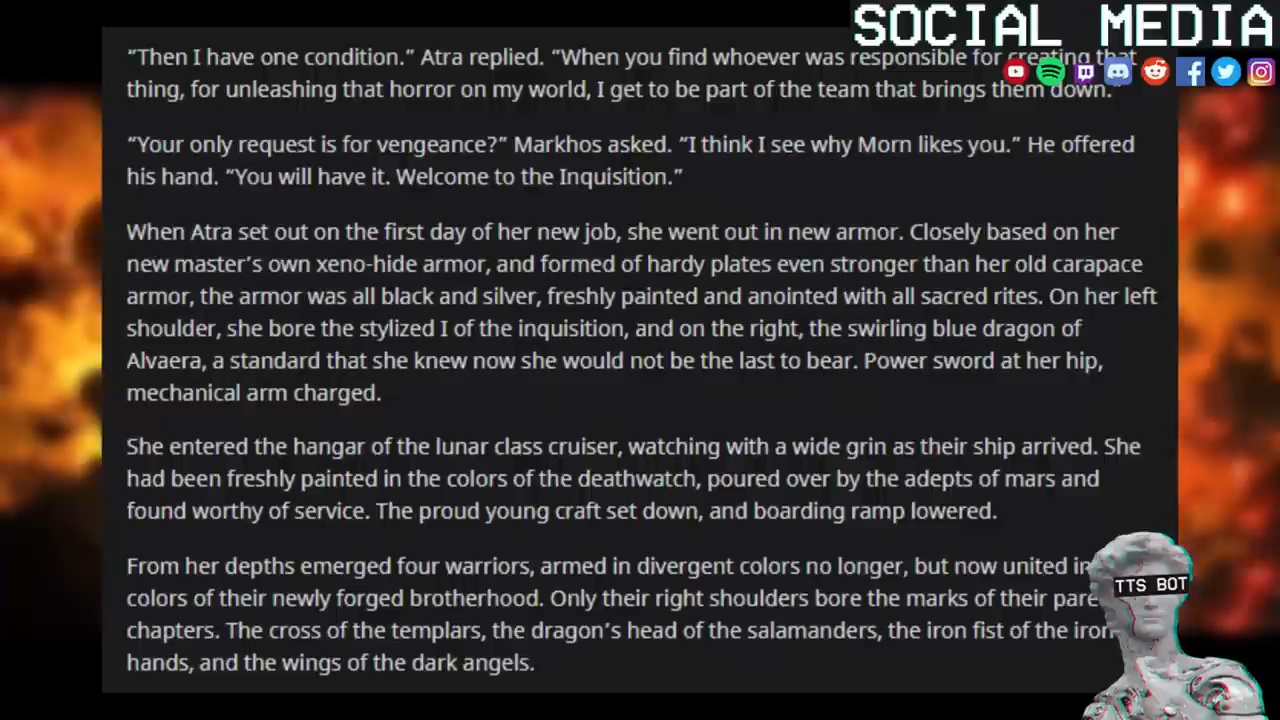 SOCIAL MEDIA
“Then I have one condition.” Atra replied. “When you find whoever was responsible for creating that
thing, for unleashing that horror on my world, I get to be part of the team that brings them down.”
“Your only request is for vengeance?” Markhos asked. “I think I see why Morn likes you.” He offered
his hand. “You will have it. Welcome to the Inquisition.”
When Atra set out on the first day of her new job, she went out in new armor. Closely based on her
new master’s own xeno-hide armor, and formed of hardy plates even stronger than her old carapace
armor, the armor was all black and silver, freshly painted and anointed with all sacred rites. On her left
shoulder, she bore the stylized I of the inquisition, and on the right, the swirling blue dragon of
Alvaera, a standard that she knew now she would not be the last to bear. Power sword at her hip,
mechanical arm charged.
She entered the hangar of the lunar class cruiser, watching with a wide grin as their ship arrived. She
had been freshly painted in the colors of the deathwatch, poured over by the adepts of mars and
found worthy of service. The proud young craft set down, and boarding ramp lowered.
From her depths emerged four warriors, armed in divergent colors no longer, but now united in
colors of their newly forged brotherhood. Only their right shoulders bore the marks of their
chapters. The cross of the templars, the dragon’s head of the salamanders, the iron fist of the iron
hands, and the wings of the dark angels.
TTS BOT